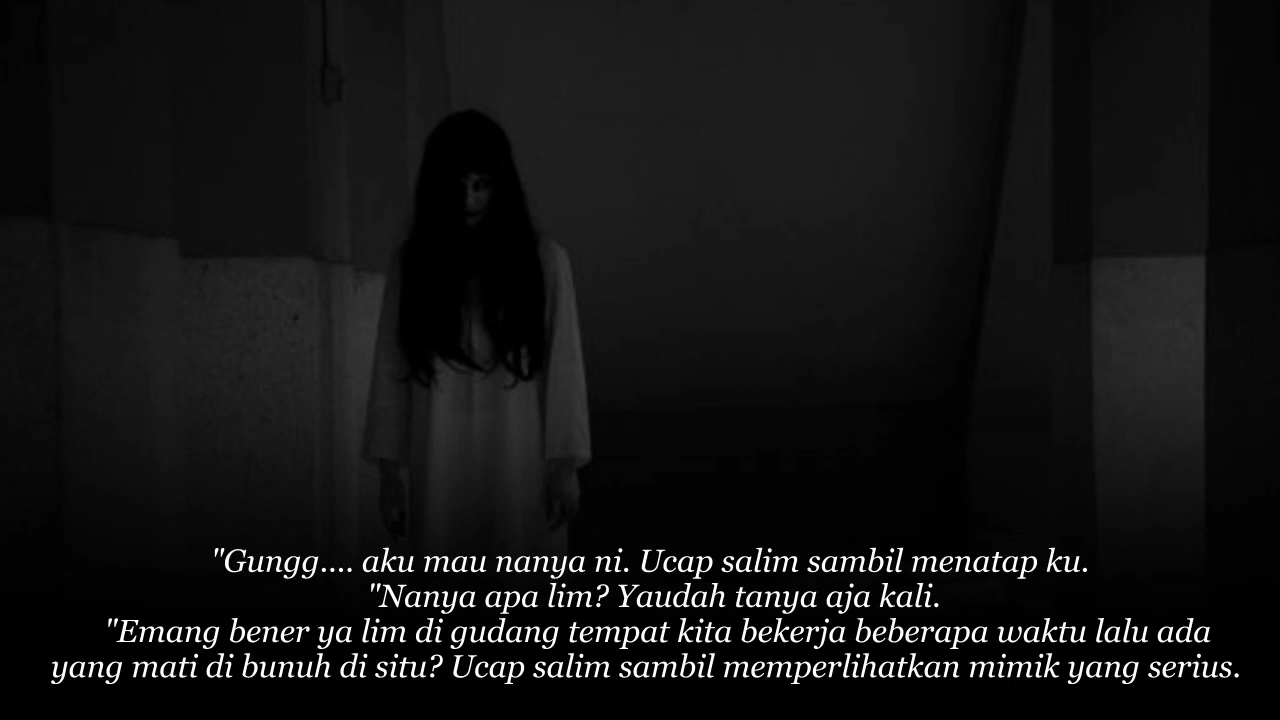 "Gungg.... aku mau nanya ni. Ucap salim sambil menatap ku.
"Nanya apa lim? Yaudah tanya aja kali.
"Emang bener ya lim di gudang tempat kita bekerja beberapa waktu lalu ada
yang mati di bunuh di situ? Ucap salim sambil memperlihatkan mimik yang serius.